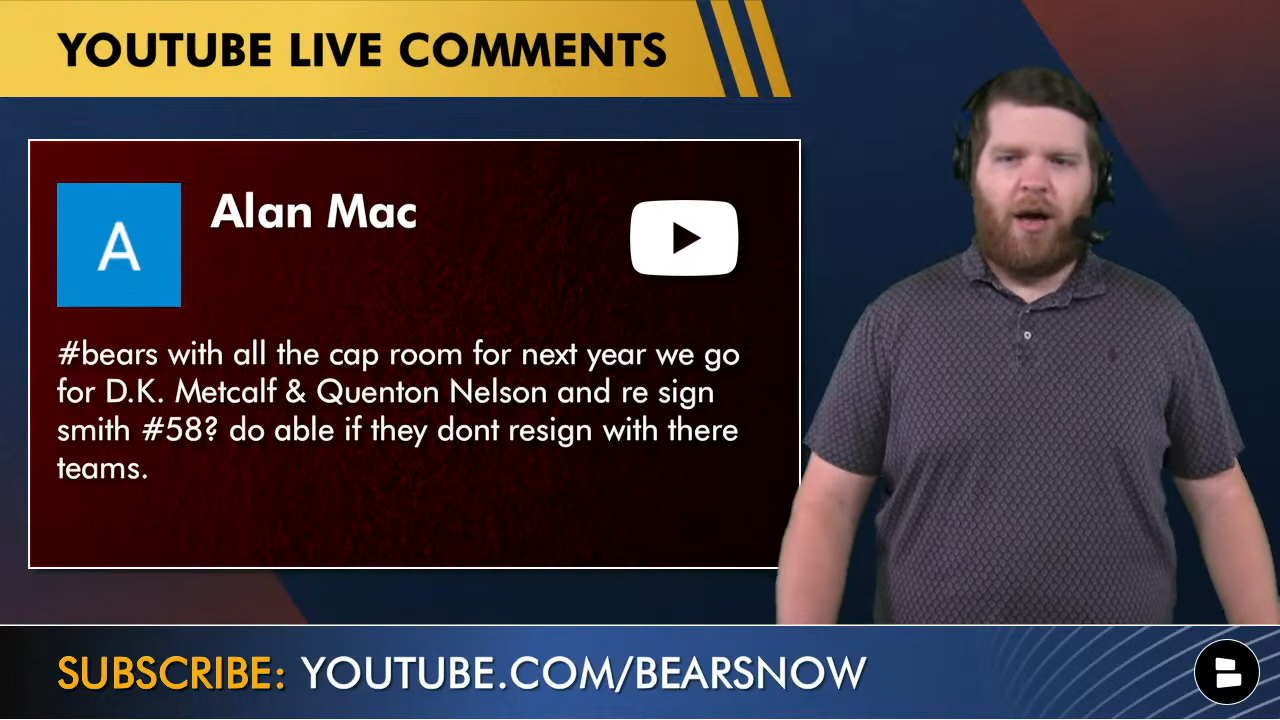 YOUTUBE LIVE COMMENTS
A
Alan Mac
#bears with all the cap room for next year we go
for D.K. Metcalf & Quenton Nelson and re sign
smith #58? do able if they dont resign with there
teams.
SUBSCRIBE: YOUTUBE.COM/BEARSNOW